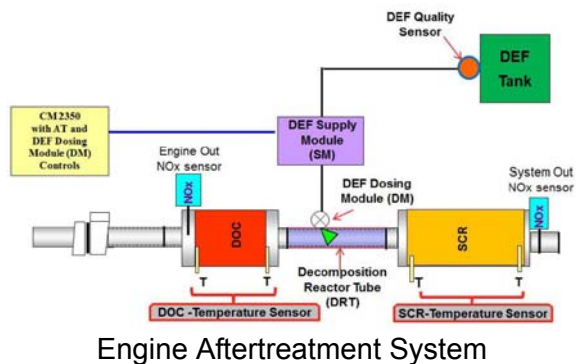 DEF Quality
Sensor
DEF
Tank
CM2350
with AT and
DEF Dosing
Module (DM)
Controls
DEF Supply
Module
(SM)
Engine Out
NOx sensor
System Out
NOx sensor
NOx
NOx
DEF Dosing
Module (DM)
DOC
SCR
Decomposition
Reactor Tube
(DRT)
T
T
T
T
DOC -Temperature Sensor
SCR-Temperature Sensor
Engine Aftertreatment System